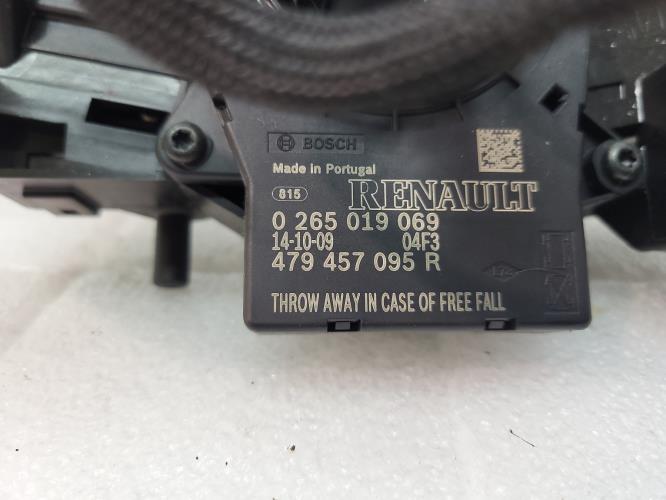 BOSCH
Made in Portugal
815
RENAULT
0 265 019 069
14-10-09 04F3
479 457 095 R
THROW AWAY IN CASE OF FREE FALL